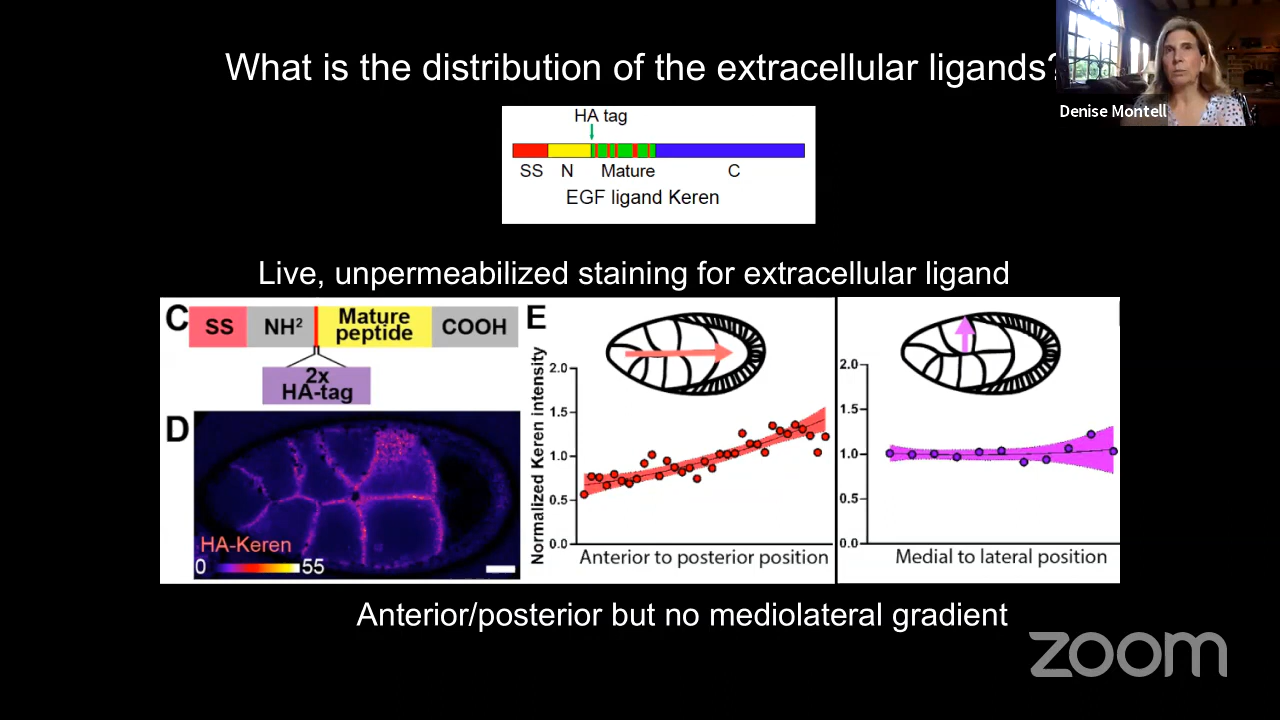 What is the distribution of the extracellular ligands?
Denise Montell
HA tag
SS N Mature C
EGF ligand Keren
Live, unpermeabilized staining for extracellular ligand
C SS NH² Mature peptide COOH
2x
HA-tag
D
HA-Keren
0 55
E
Normalized Keren intensity
2.0
1.5
1.0
0.5
0.0
Anterior to posterior position
2.0
1.5
1.0
0.5
0.0
Medial to lateral position
Anterior/posterior but no mediolateral gradient
zoom